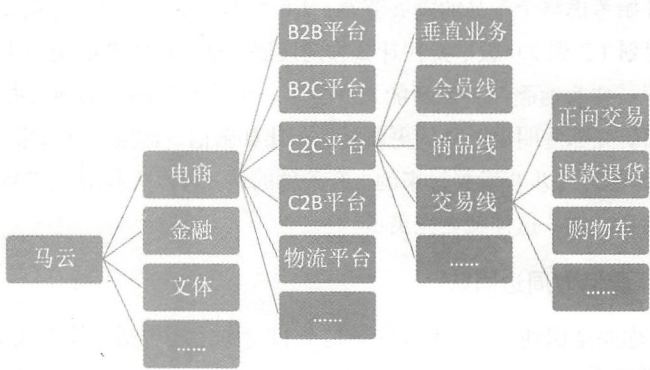 马云
电商
金融
文体
……
B2B平台
B2C平台
C2C平台
C2B平台
物流平台
……
垂直业务
会员线
商品线
交易线
……
正向交易
退款退货
购物车
……